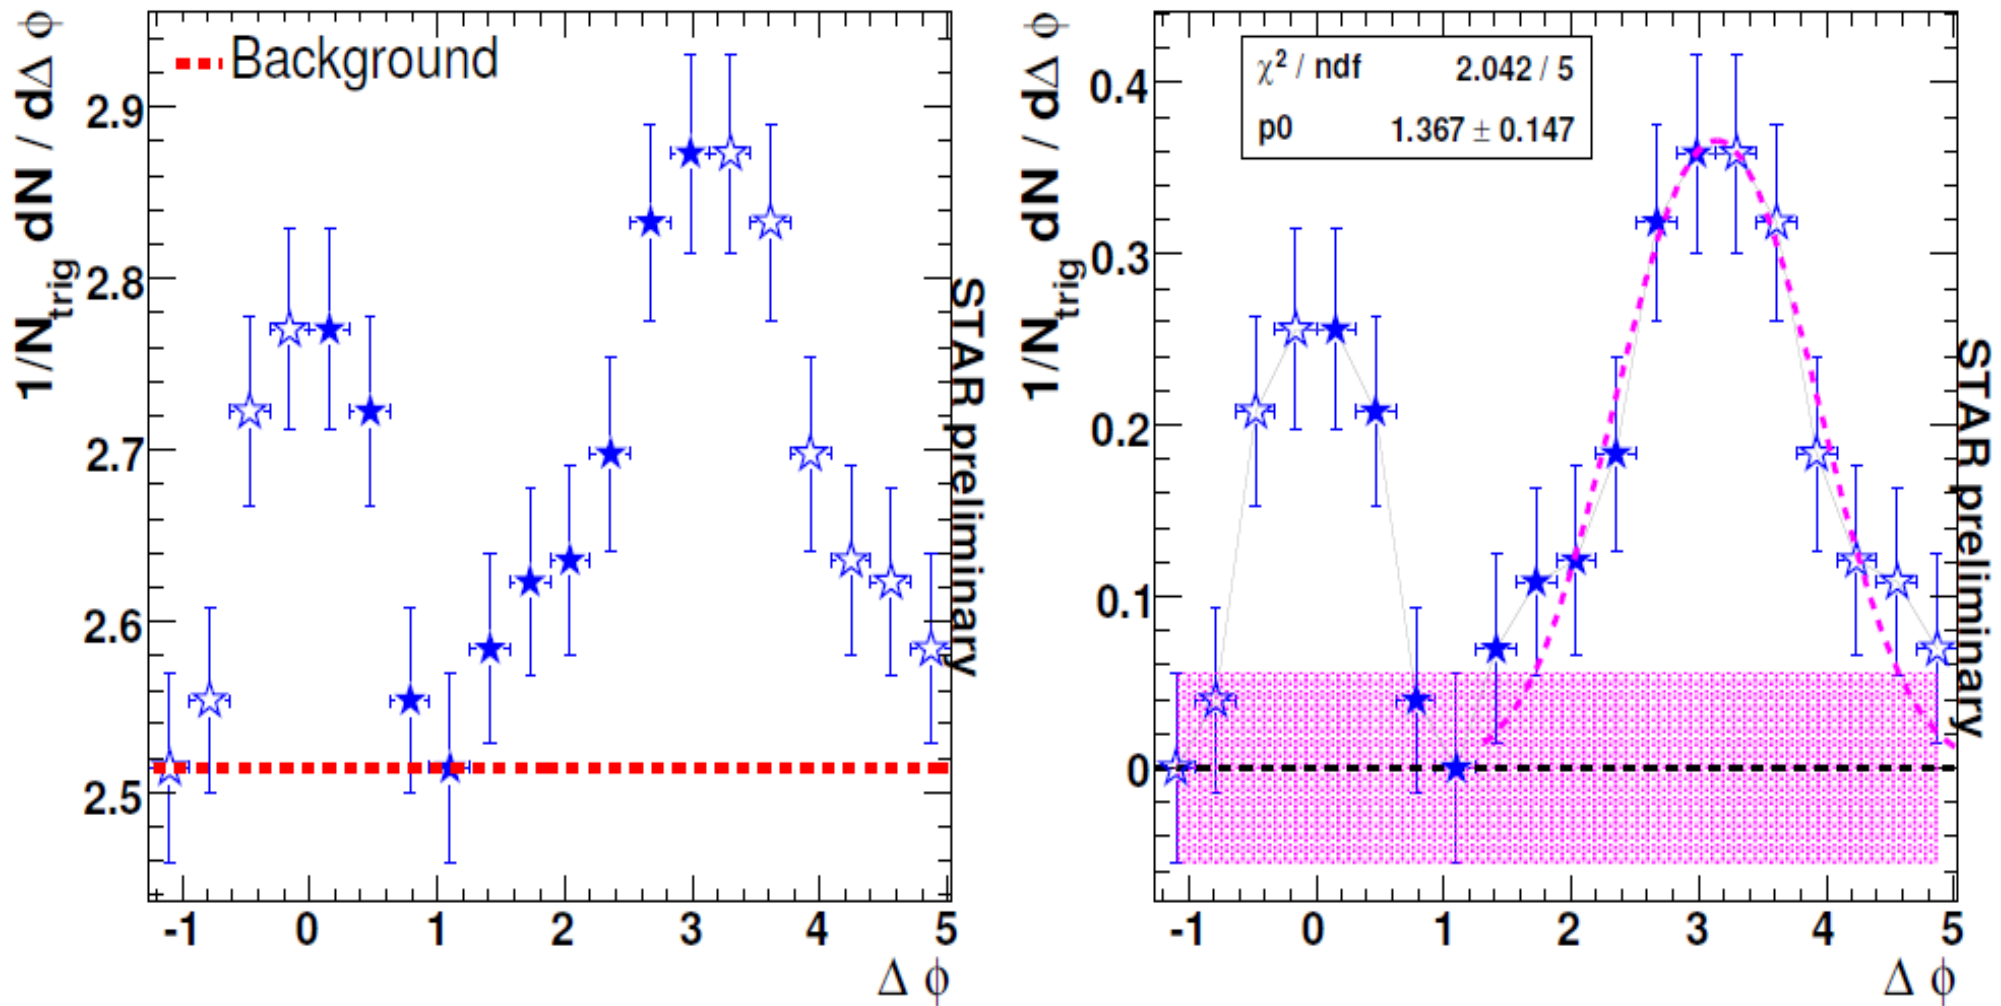 1/N_trig dN / dΔ ϕ
Background
2.9
2.8
2.7
2.6
2.5
-1 0 1 2 3 4 5
Δ ϕ
STAR preliminary
1/N_trig dN / dΔ ϕ
χ² / ndf 2.042 / 5
p0 1.367 ± 0.147
0.4
0.3
0.2
0.1
0
-1 0 1 2 3 4 5
Δ ϕ
STAR preliminary